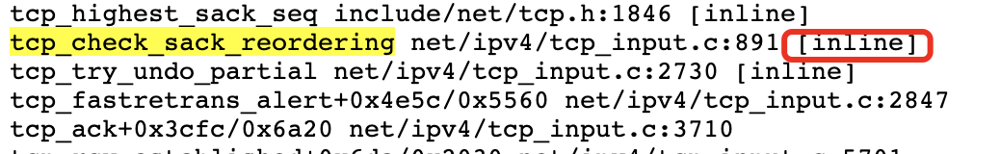 tcp_highest_sack_seq include/net/tcp.h:1846 [inline]
tcp_check_sack_reordering net/ipv4/tcp_input.c:891 [inline]
tcp_try_undo_partial net/ipv4/tcp_input.c:2730 [inline]
tcp_fastretrans_alert+0x4e5c/0x5560 net/ipv4/tcp_input.c:2847
tcp_ack+0x3cfc/0x6a20 net/ipv4/tcp_input.c:3710